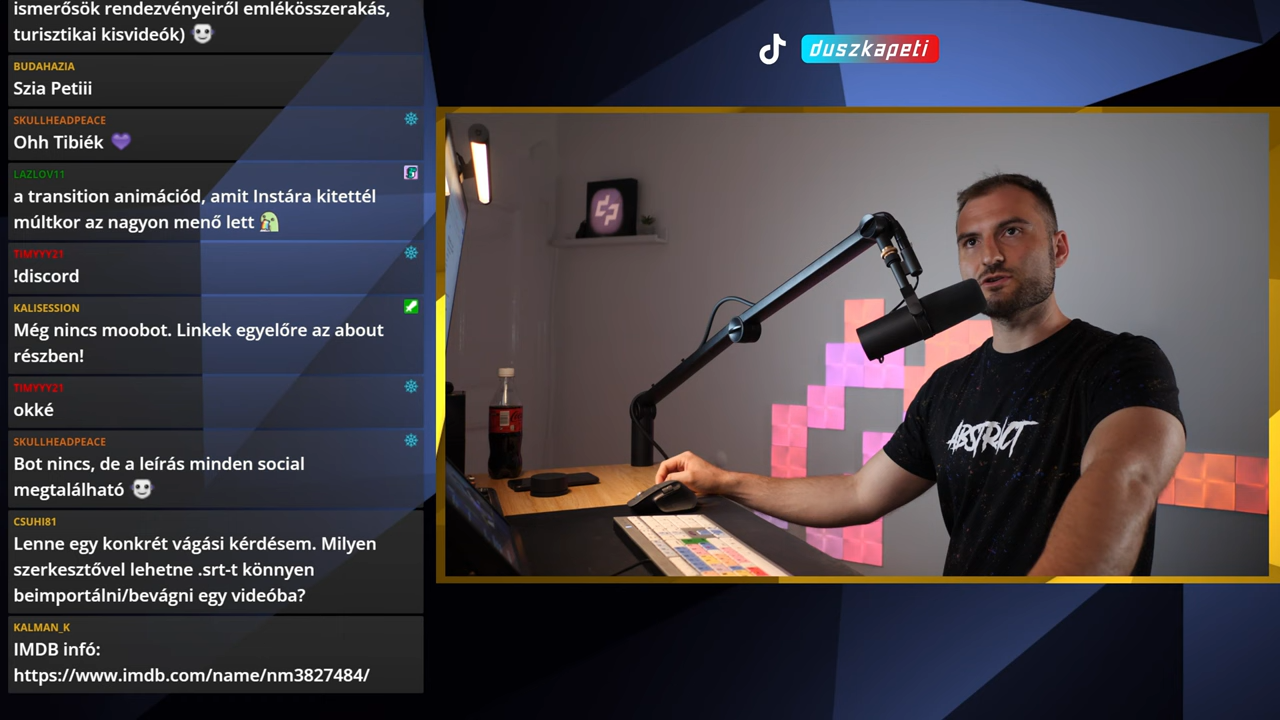 ismerősök rendezvényeiről emlékösszerakás,
turisztikai kisvideók)
BUDAHAZIA
Szia Petiii
SKULLHEADPEACE
Ohh Tibiék
LAZLOV11
a transition animációd, amit Instára kitettél
múltkor az nagyon menő lett
TIMYYY21
!discord
KALISESSION
Még nincs moobot. Linkek egyelőre az about
részben!
TIMYYY21
okké
SKULLHEADPEACE
Bot nincs, de a leírás minden social
megtalálható
CSUHI81
Lenne egy konkrét vágási kérdésem. Milyen
szerkesztővel lehetne .srt-t könnyen
beimportálni/bevágni egy videóba?
KALMAN_K
IMDB infó:
https://www.imdb.com/name/nm3827484/
duszkapeti
ABSTRICT